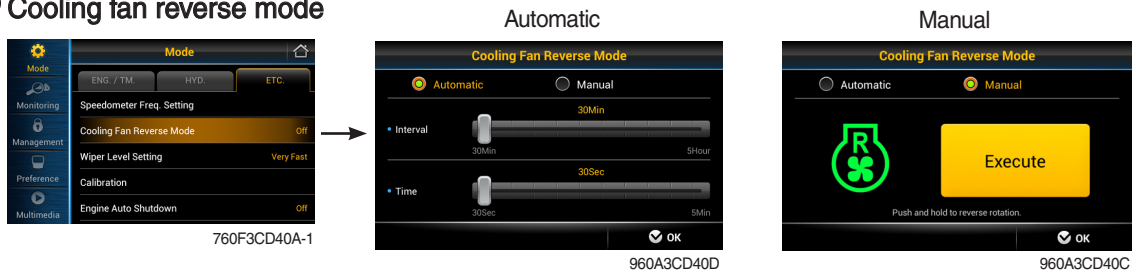 Cooling fan reverse mode
Mode
Mode
Monitoring
Management
Preference
Multimedia
ENG. / TM.
HYD.
ETC.
Speedometer Freq. Setting
Cooling Fan Reverse Mode
Off
Wiper Level Setting
Very Fast
Calibration
Engine Auto Shutdown
Off
760F3CD40A-1
Automatic
Cooling Fan Reverse Mode
Automatic
Manual
• Interval
30Min
30Min
5Hour
• Time
30Sec
30Sec
5Min
OK
960A3CD40D
Manual
Cooling Fan Reverse Mode
Automatic
Manual
R
Execute
Push and hold to reverse rotation.
OK
960A3CD40C